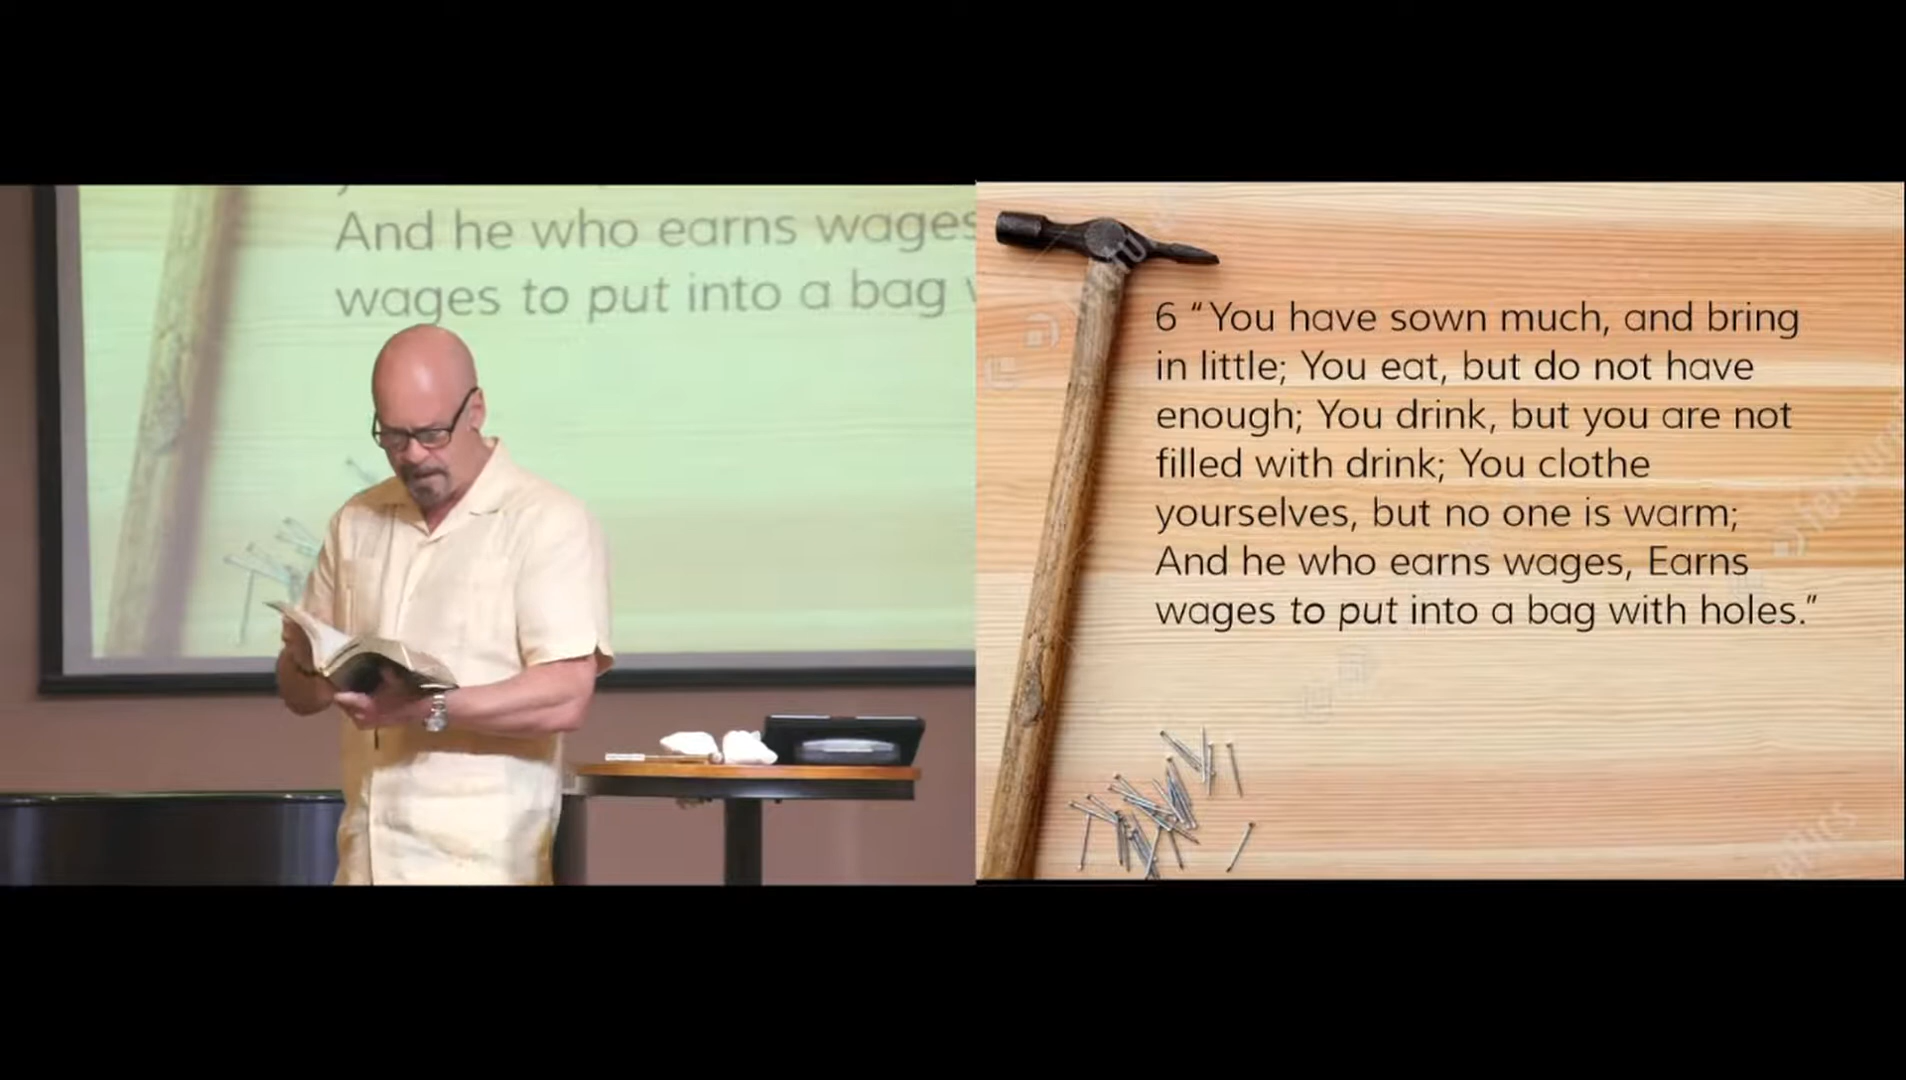 And he who earns wages
wages to put into a bag
6 “You have sown much, and bring
in little; You eat, but do not have
enough; You drink, but you are not
filled with drink; You clothe
yourselves, but no one is warm;
And he who earns wages, Earns
wages to put into a bag with holes.”